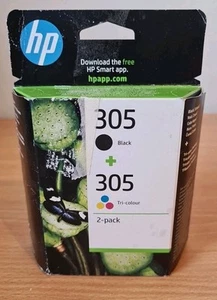 hp
Download the free
HP Smart app.
hpapp.com
305
Black
+
305
Tri-colour
2-pack